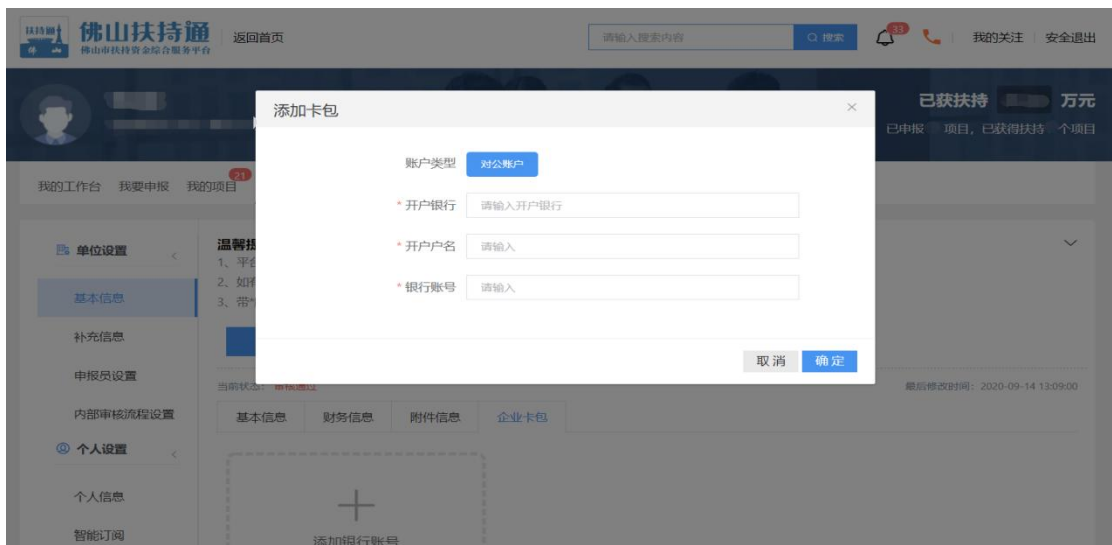 扶持通
佛山
佛山扶持通
佛山市扶持资金综合服务平台
返回首页
请输入搜索内容
搜索
33
我的关注
安全退出
已获扶持 万元
已申报 项目，已获得扶持 个项目
添加卡包
账户类型 对公账户
* 开户银行 请输入开户银行
* 开户户名 请输入
* 银行账号 请输入
取消 确定
我的工作台 我要申报 我的项目 21
单位设置
基本信息
补充信息
申报员设置
内部审核流程设置
个人设置
个人信息
智能订阅
温馨提
1、平台
2、如有
3、带*
当前状态： 审核通过
最后修改时间：2020-09-14 13:09:00
基本信息 财务信息 附件信息 企业卡包
添加银行账号